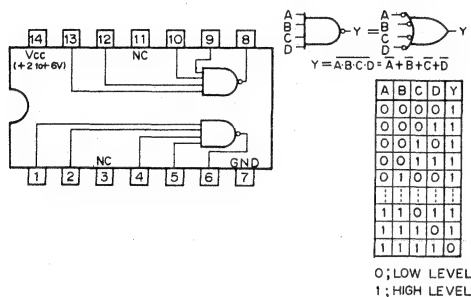 14 13 12 11 10 9 8
Vcc
(+2 to +6V)
NC
NC
GND
1 2 3 4 5 6 7
A
B
C
D
Y
=
A
B
C
D
Y
Y = A·B·C·D = A + B + C + D
A B C D Y
0 0 0 0 1
0 0 0 1 1
0 0 1 0 1
0 0 1 1 1
0 1 0 0 1
1 1 0 1 1
1 1 1 0 1
1 1 1 1 0
0; LOW LEVEL
1; HIGH LEVEL